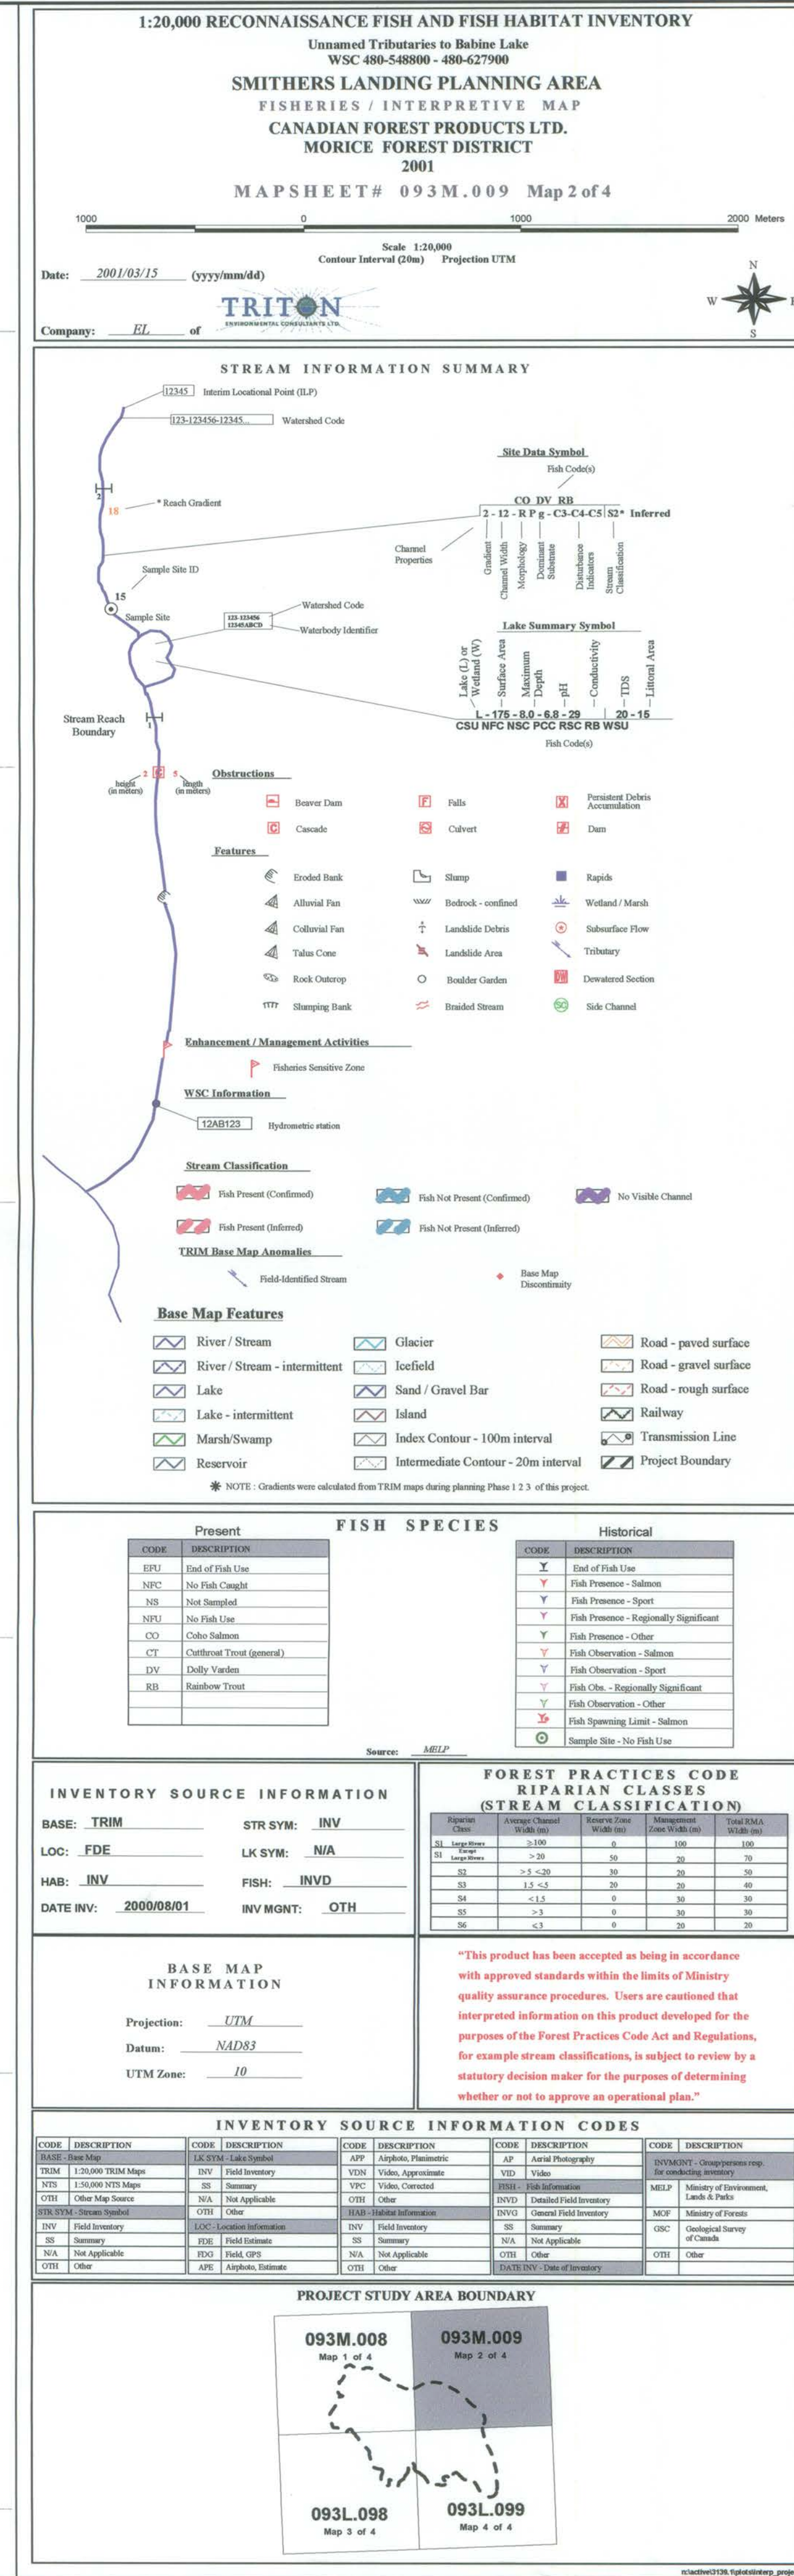 1:20,000 RECONNAISSANCE FISH AND FISH HABITAT INVENTORY
Unnamed Tributaries to Babine Lake
WSC 480-548800 - 480-627900
SMITHERS LANDING PLANNING AREA
FISHERIES / INTERPRETIVE MAP
CANADIAN FOREST PRODUCTS LTD.
MORICE FOREST DISTRICT
2001
MAPSHEET# 093M.009 Map 2 of 4
1000 0 1000 2000 Meters
Scale 1:20,000
Contour Interval (20m) Projection UTM
Date: 2001/03/15 (yyyy/mm/dd)
N
W E
S
TRITON
ENVIRONMENTAL CONSULTANTS LTD.
Company: EL of
STREAM INFORMATION SUMMARY
12345 Interim Locational Point (ILP)
123-123456-12345... Watershed Code
Site Data Symbol
Fish Code(s)
2
18 * Reach Gradient
CO DV RB
2 - 12 - R P g - C3-C4-C5 S2* Inferred
Channel Properties
Gradient
Channel Width
Morphology
Dominant Substrate
Disturbance Indicators
Stream Classification
Sample Site ID
15
Sample Site
123-123456
12345ABCD
Watershed Code
Waterbody Identifier
Lake Summary Symbol
Lake (L) or Wetland (W)
Surface Area
Maximum Depth
pH
Conductivity
TDS
Littoral Area
L - 175 - 8.0 - 6.8 - 29 20 - 15
CSU NFC NSC PCC RSC RB WSU
Fish Code(s)
Stream Reach Boundary
1
2 C 5
height (in meters)
length (in meters)
Obstructions
Beaver Dam
F Falls
X Persistent Debris Accumulation
C Cascade
Culvert
Dam
Features
Eroded Bank
Slump
Rapids
Alluvial Fan
Bedrock - confined
Wetland / Marsh
Colluvial Fan
Landslide Debris
Subsurface Flow
Talus Cone
Landslide Area
Tributary
Rock Outcrop
Boulder Garden
DW Dewatered Section
Slumping Bank
Braided Stream
SC Side Channel
Enhancement / Management Activities
Fisheries Sensitive Zone
WSC Information
12AB123 Hydrometric station
Stream Classification
Fish Present (Confirmed)
Fish Not Present (Confirmed)
No Visible Channel
Fish Present (Inferred)
Fish Not Present (Inferred)
TRIM Base Map Anomalies
Field-Identified Stream
Base Map Discontinuity
Base Map Features
River / Stream
Glacier
Road - paved surface
River / Stream - intermittent
Icefield
Road - gravel surface
Lake
Sand / Gravel Bar
Road - rough surface
Lake - intermittent
Island
Railway
Marsh/Swamp
Index Contour - 100m interval
Transmission Line
Reservoir
Intermediate Contour - 20m interval
Project Boundary
* NOTE : Gradients were calculated from TRIM maps during planning Phase 1 2 3 of this project.
FISH SPECIES
Present
CODE DESCRIPTION
EFU End of Fish Use
NFC No Fish Caught
NS Not Sampled
NFU No Fish Use
CO Coho Salmon
CT Cutthroat Trout (general)
DV Dolly Varden
RB Rainbow Trout
Historical
CODE DESCRIPTION
End of Fish Use
Fish Presence - Salmon
Fish Presence - Sport
Fish Presence - Regionally Significant
Fish Presence - Other
Fish Observation - Salmon
Fish Observation - Sport
Fish Obs. - Regionally Significant
Fish Observation - Other
Fish Spawning Limit - Salmon
Sample Site - No Fish Use
Source: MELP
INVENTORY SOURCE INFORMATION
BASE: TRIM STR SYM: INV
LOC: FDE LK SYM: N/A
HAB: INV FISH: INVD
DATE INV: 2000/08/01 INV MGNT: OTH
FOREST PRACTICES CODE
RIPARIAN CLASSES
(STREAM CLASSIFICATION)
Riparian Class Average Channel Width (m) Reserve Zone Width (m) Management Zone Width (m) Total RMA Width (m)
S1 Large Rivers ≥100 0 100 100
S1 Except Large Rivers >20 50 20 70
S2 >5 <20 30 20 50
S3 1.5 <5 20 20 40
S4 <1.5 0 30 30
S5 >3 0 30 30
S6 <3 0 20 20
BASE MAP
INFORMATION
Projection: UTM
Datum: NAD83
UTM Zone: 10
"This product has been accepted as being in accordance
with approved standards within the limits of Ministry
quality assurance procedures. Users are cautioned that
interpreted information on this product developed for the
purposes of the Forest Practices Code Act and Regulations,
for example stream classifications, is subject to review by a
statutory decision maker for the purposes of determining
whether or not to approve an operational plan."
INVENTORY SOURCE INFORMATION CODES
CODE DESCRIPTION
BASE - Base Map
TRIM 1:20,000 TRIM Maps
NTS 1:50,000 NTS Maps
OTH Other Map Source
STR SYM - Stream Symbol
INV Field Inventory
SS Summary
N/A Not Applicable
OTH Other
CODE DESCRIPTION
LK SYM - Lake Symbol
INV Field Inventory
SS Summary
N/A Not Applicable
OTH Other
LOC - Location Information
FDE Field Estimate
FDG Field, GPS
APE Airphoto, Estimate
CODE DESCRIPTION
APP Airphoto, Planimetric
VDN Video, Approximate
VPC Video, Corrected
OTH Other
HAB - Habitat Information
INV Field Inventory
SS Summary
N/A Not Applicable
OTH Other
CODE DESCRIPTION
AP Aerial Photography
VID Video
FISH - Fish Information
INVD Detailed Field Inventory
INVG General Field Inventory
SS Summary
N/A Not Applicable
OTH Other
DATE INV - Date of Inventory
CODE DESCRIPTION
INVMGNT - Group/persons resp. for conducting inventory
MELP Ministry of Environment, Lands & Parks
MOF Ministry of Forests
GSC Geological Survey of Canada
OTH Other
PROJECT STUDY AREA BOUNDARY
093M.008
Map 1 of 4
093M.009
Map 2 of 4
093L.098
Map 3 of 4
093L.099
Map 4 of 4